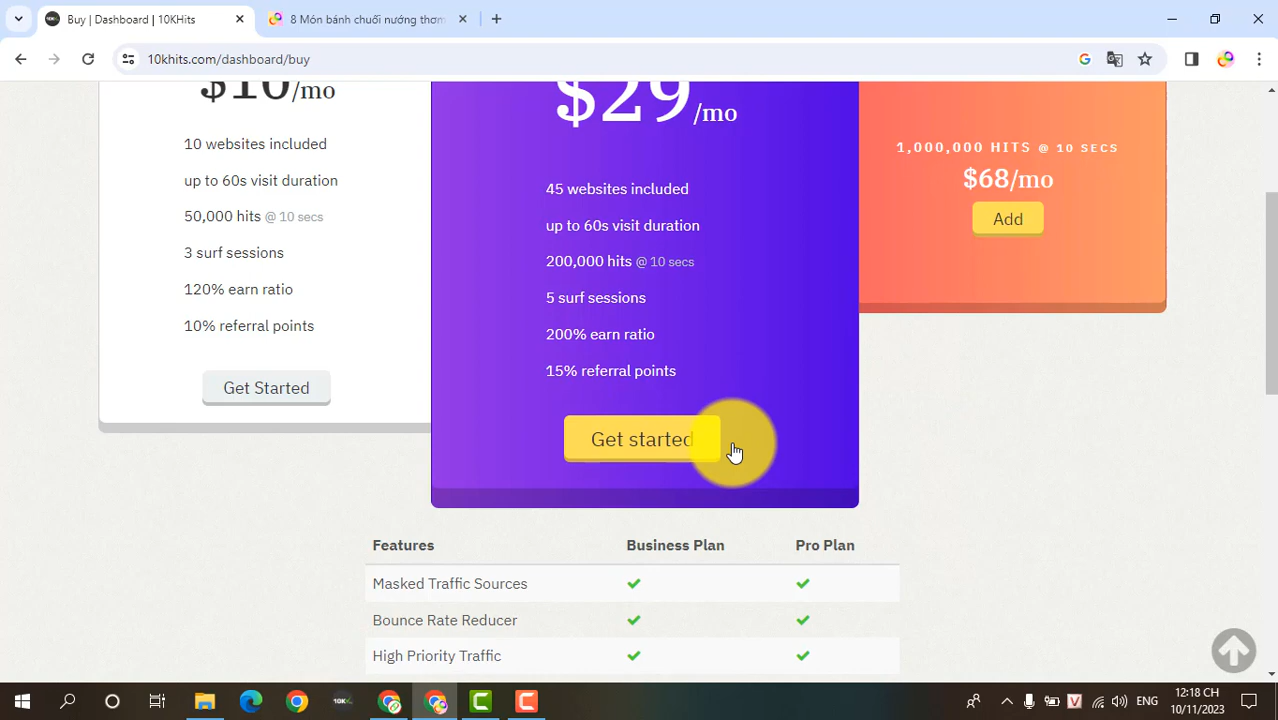 Buy | Dashboard | 10KHits
8 Món bánh chuối nướng thơm
10khits.com/dashboard/buy
$10/mo
10 websites included
up to 60s visit duration
50,000 hits @ 10 secs
3 surf sessions
120% earn ratio
10% referral points
Get Started
$29/mo
45 websites included
up to 60s visit duration
200,000 hits @ 10 secs
5 surf sessions
200% earn ratio
15% referral points
Get started
1,000,000 HITS @ 10 SECS
$68/mo
Add
Features Business Plan Pro Plan
Masked Traffic Sources
Bounce Rate Reducer
High Priority Traffic
ENG
12:18 CH
10/11/2023